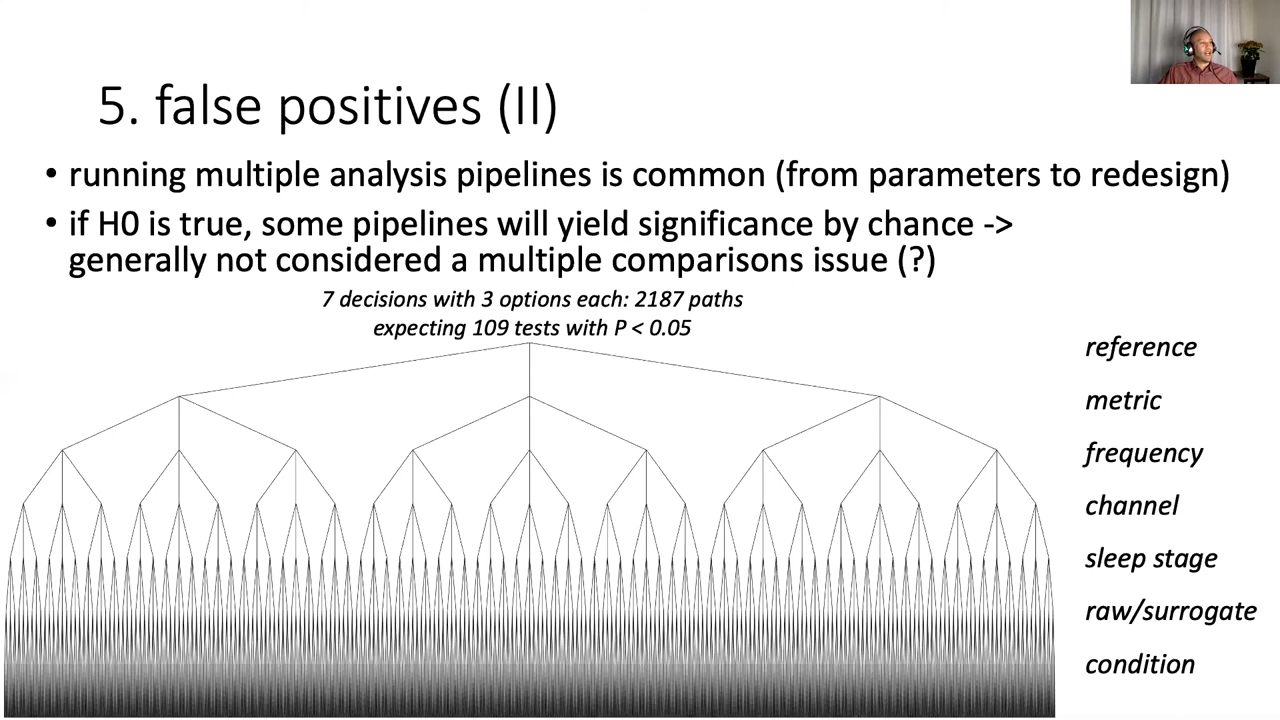 5. false positives (II)
• running multiple analysis pipelines is common (from parameters to redesign)
• if H0 is true, some pipelines will yield significance by chance ->
generally not considered a multiple comparisons issue (?)
7 decisions with 3 options each: 2187 paths
expecting 109 tests with P < 0.05
reference
metric
frequency
channel
sleep stage
raw/surrogate
condition